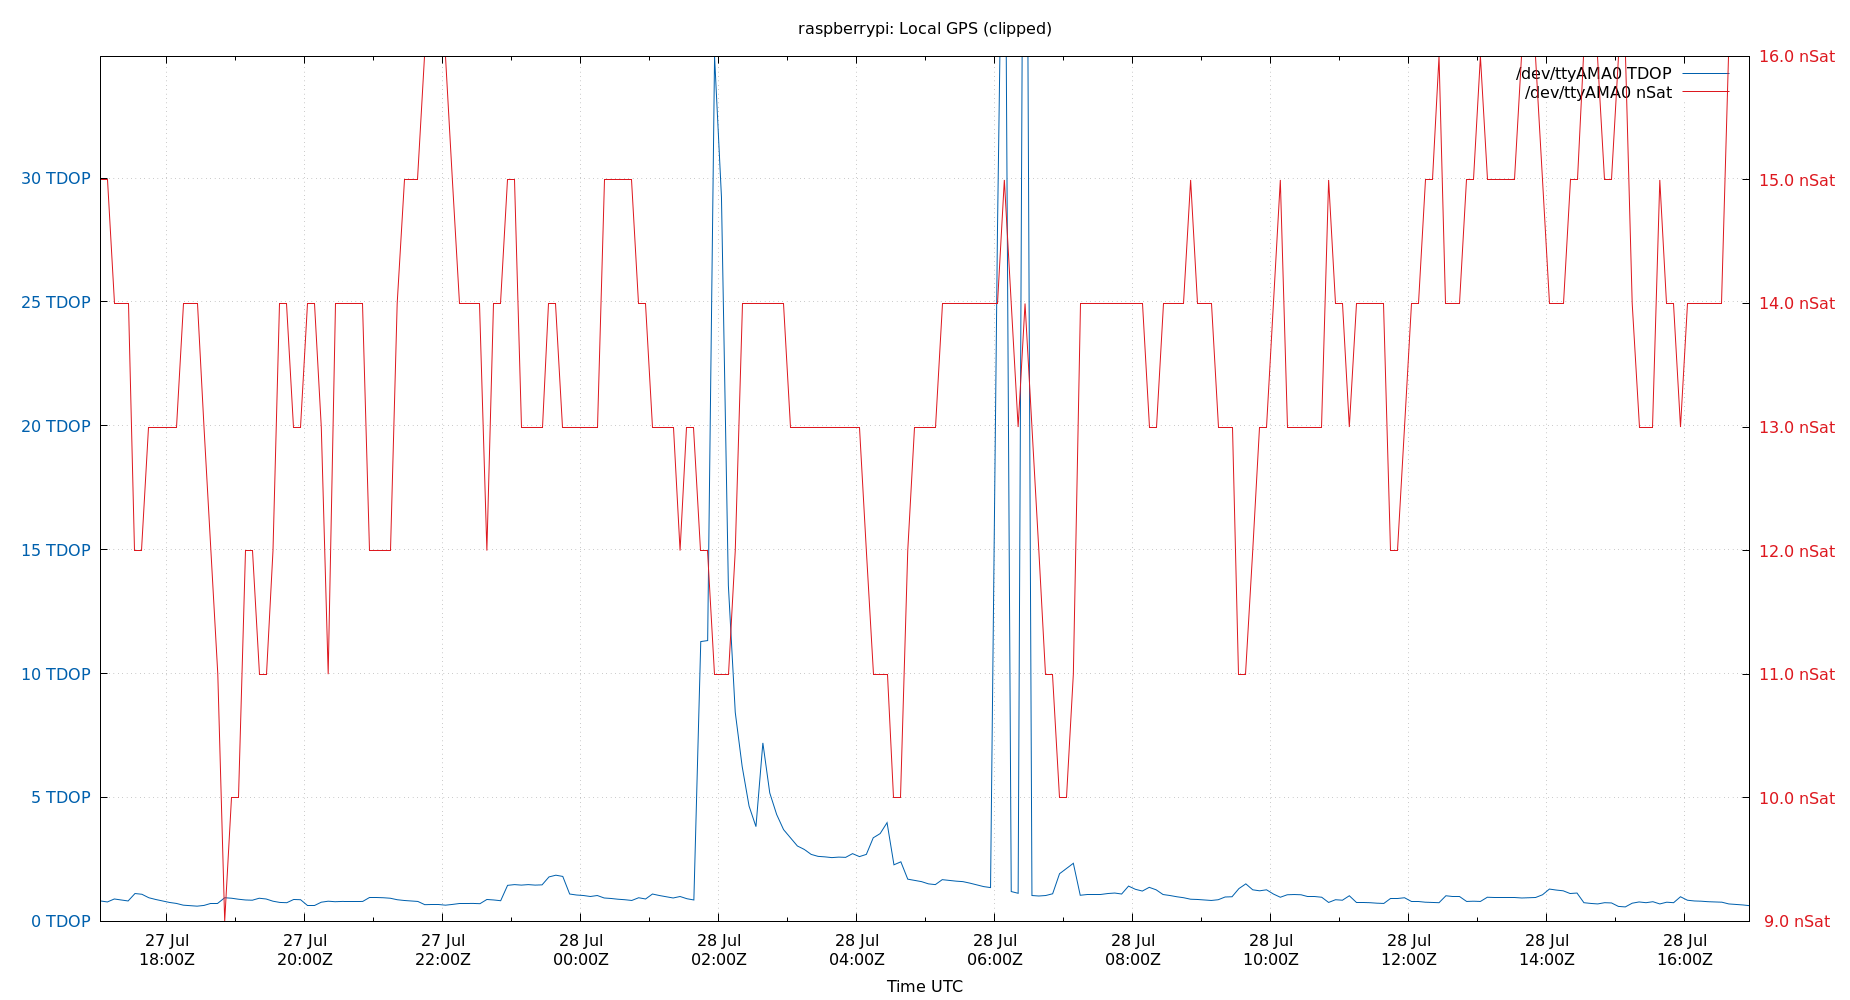 raspberrypi: Local GPS (clipped)
16.0 nSat
/dev/ttyAMA0 TDOP
/dev/ttyAMA0 nSat
30 TDOP
15.0 nSat
25 TDOP
14.0 nSat
20 TDOP
13.0 nSat
15 TDOP
12.0 nSat
10 TDOP
11.0 nSat
5 TDOP
10.0 nSat
0 TDOP
9.0 nSat
27 Jul 27 Jul 27 Jul 28 Jul 28 Jul 28 Jul 28 Jul 28 Jul 28 Jul 28 Jul 28 Jul 28 Jul
18:00Z 20:00Z 22:00Z 00:00Z 02:00Z 04:00Z 06:00Z 08:00Z 10:00Z 12:00Z 14:00Z 16:00Z
Time UTC